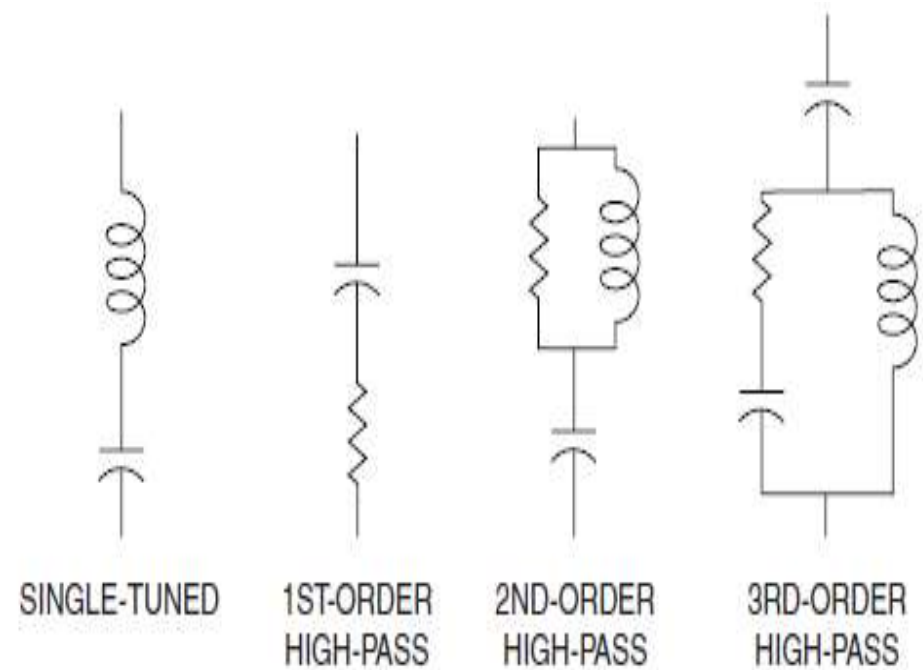 SINGLE-TUNED
1ST-ORDER
HIGH-PASS
2ND-ORDER
HIGH-PASS
3RD-ORDER
HIGH-PASS